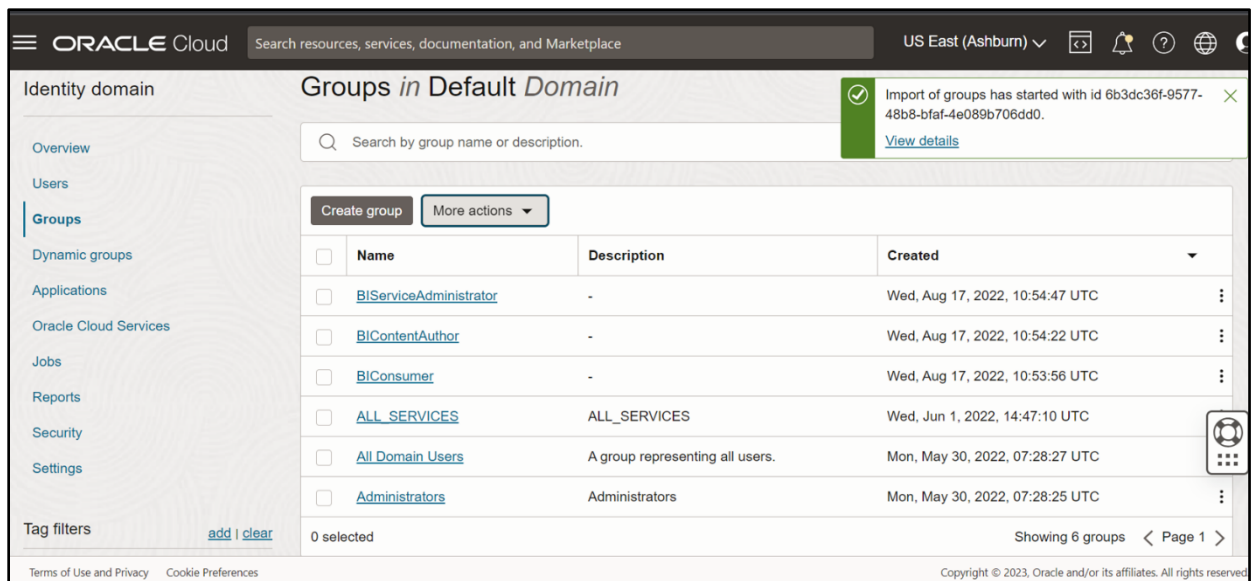 ORACLE Cloud
Search resources, services, documentation, and Marketplace
US East (Ashburn)
Identity domain
Overview
Users
Groups
Dynamic groups
Applications
Oracle Cloud Services
Jobs
Reports
Security
Settings
Tag filters add | clear
Groups in Default Domain
Search by group name or description.
Import of groups has started with id 6b3dc36f-9577-
48b8-bfaf-4e089b706dd0.
View details
Create group More actions
Name Description Created
BIServiceAdministrator - Wed, Aug 17, 2022, 10:54:47 UTC
BIContentAuthor - Wed, Aug 17, 2022, 10:54:22 UTC
BIConsumer - Wed, Aug 17, 2022, 10:53:56 UTC
ALL_SERVICES ALL_SERVICES Wed, Jun 1, 2022, 14:47:10 UTC
All Domain Users A group representing all users. Mon, May 30, 2022, 07:28:27 UTC
Administrators Administrators Mon, May 30, 2022, 07:28:25 UTC
0 selected Showing 6 groups < Page 1 >
Terms of Use and Privacy Cookie Preferences Copyright © 2023, Oracle and/or its affiliates. All rights reserved